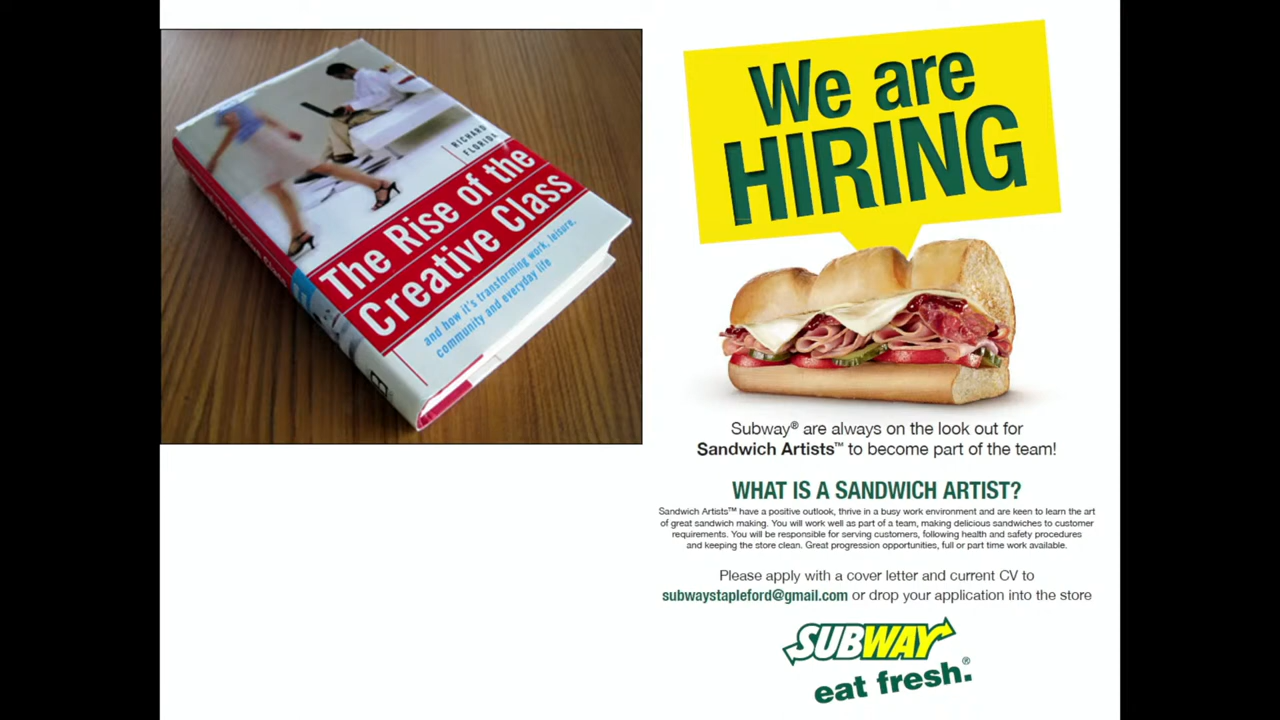 RICHARD
FLORIDA
The Rise of the
Creative Class
and how it's transforming work, leisure,
community and everyday life
We are
HIRING
Subway® are always on the look out for
Sandwich Artists™ to become part of the team!
WHAT IS A SANDWICH ARTIST?
Sandwich Artists™ have a positive outlook, thrive in a busy work environment and are keen to learn the art
of great sandwich making. You will work well as part of a team, making delicious sandwiches to customer
requirements. You will be responsible for serving customers, following health and safety procedures
and keeping the store clean. Great progression opportunities, full or part time work available.
Please apply with a cover letter and current CV to
subwaystapleford@gmail.com or drop your application into the store
SUBWAY
eat fresh.®